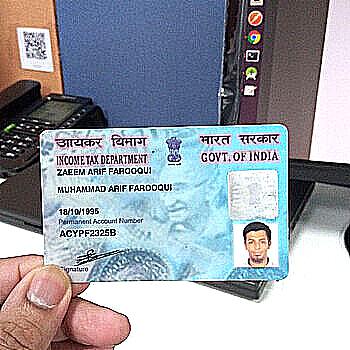 आयकर विभाग
INCOME TAX DEPARTMENT
भारत सरकार
GOVT. OF INDIA
ZAEEM ARIF FAROOQUI
MUHAMMAD ARIF FAROOQUI
18/10/1995
Permanent Account Number
ACYPF2325B
Signature